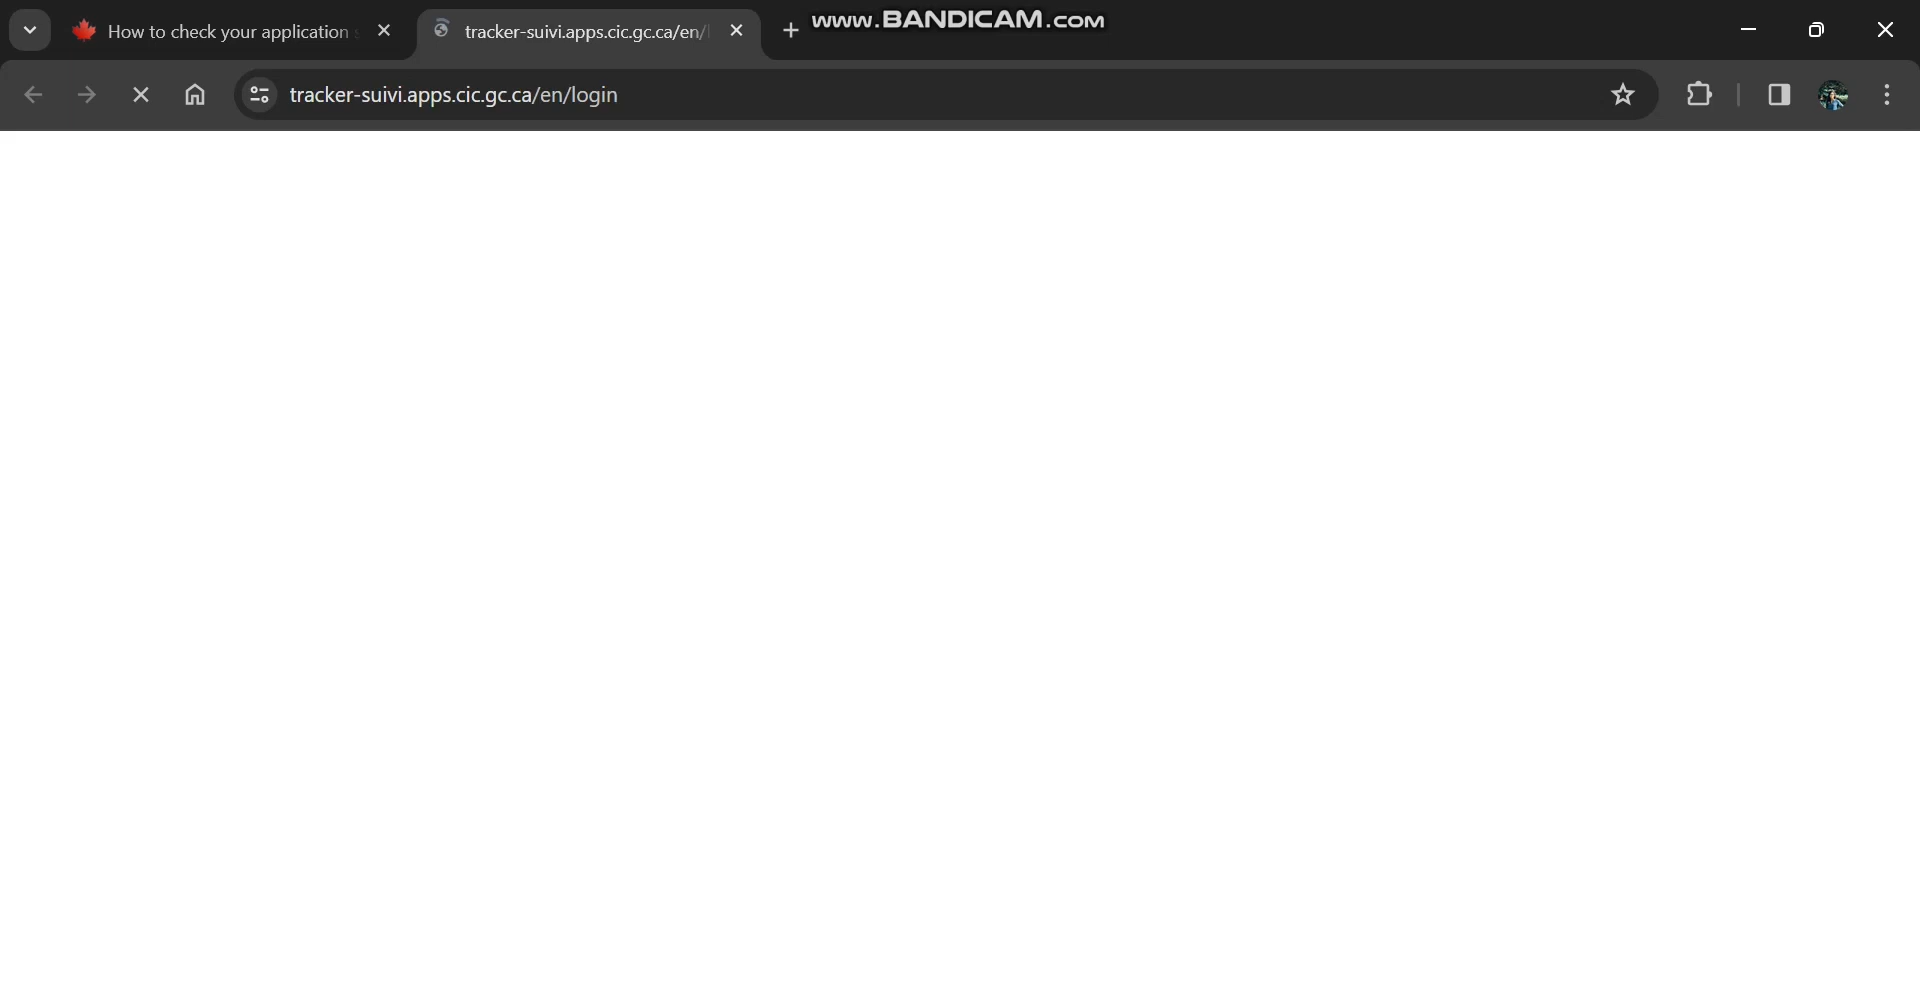 How to check your application
tracker-suivi.apps.cic.gc.ca/en/
www.BANDICAM.com
tracker-suivi.apps.cic.gc.ca/en/login